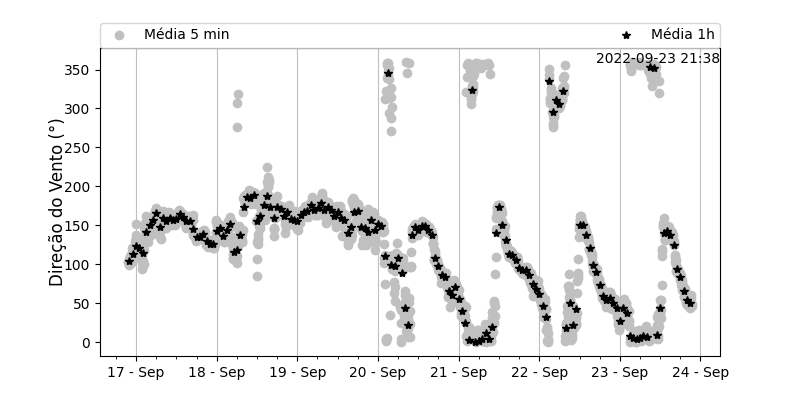 Média 5 min
Média 1h
2022-09-23 21:38
Direção do Vento (°)
350
300
250
200
150
100
50
0
17 - Sep
18 - Sep
19 - Sep
20 - Sep
21 - Sep
22 - Sep
23 - Sep
24 - Sep